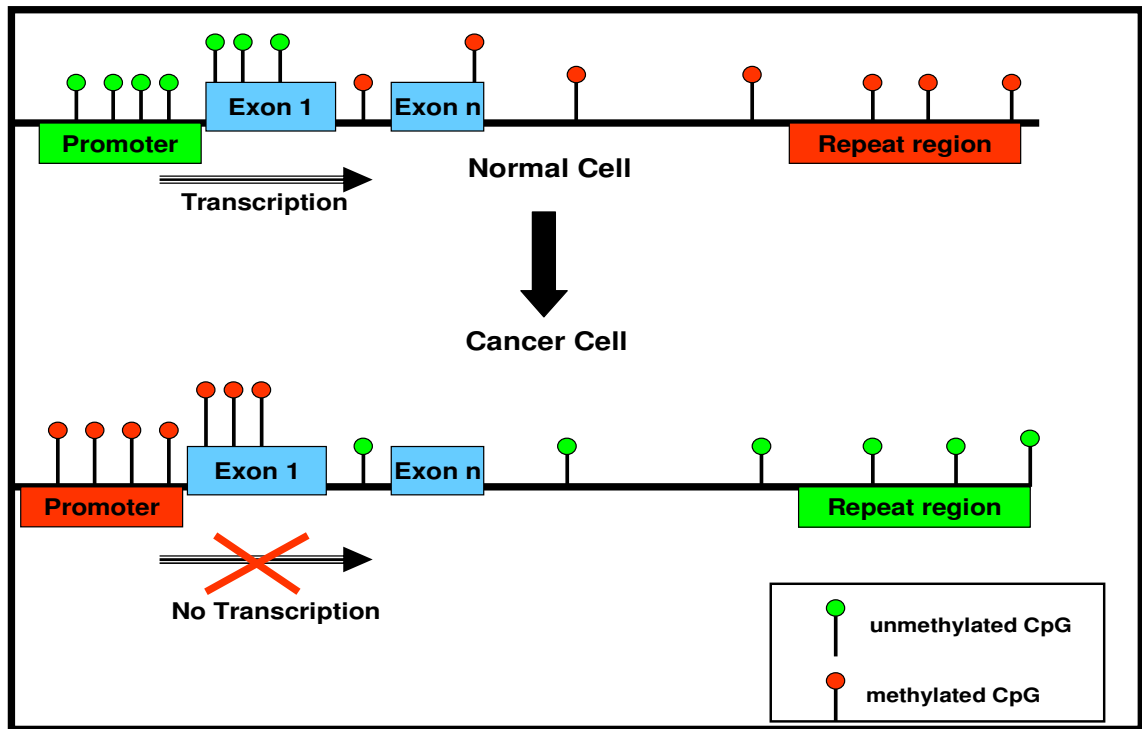 Exon 1
Exon n
Promoter
Repeat region
Normal Cell
Transcription
Cancer Cell
Exon 1
Exon n
Promoter
Repeat region
No Transcription
unmethylated CpG
methylated CpG